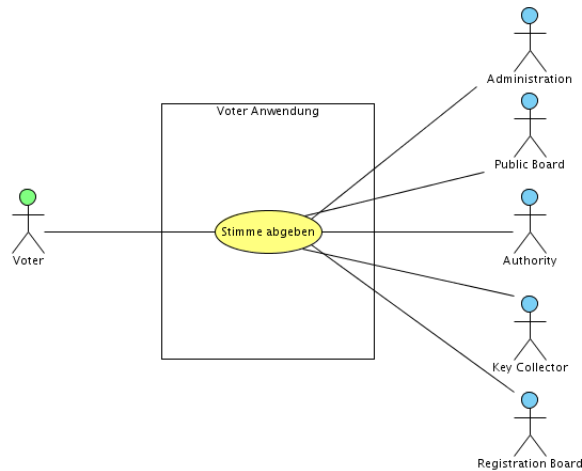 Administration
Voter Anwendung
Public Board
Stimme abgeben
Voter
Authority
Key Collector
Registration Board